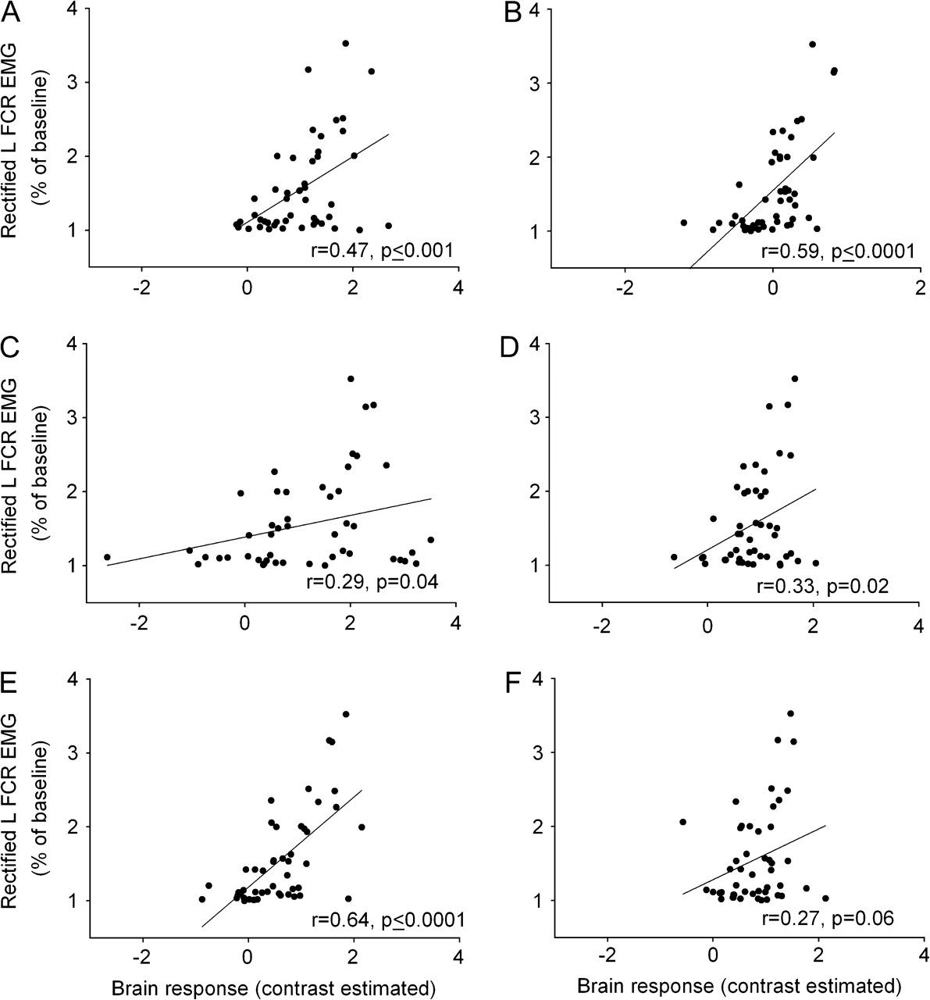 A
B
Rectified L FCR EMG
(% of baseline)
4
3
2
1
r=0.47, p≤0.001
-2 0 2 4
4
3
2
1
r=0.59, p≤0.0001
-2 0 2
C
D
Rectified L FCR EMG
(% of baseline)
4
3
2
1
r=0.29, p=0.04
-2 0 2 4
4
3
2
1
r=0.33, p=0.02
-2 0 2 4
E
F
Rectified L FCR EMG
(% of baseline)
4
3
2
1
r=0.64, p≤0.0001
-2 0 2 4
Brain response (contrast estimated)
4
3
2
1
r=0.27, p=0.06
-2 0 2 4
Brain response (contrast estimated)